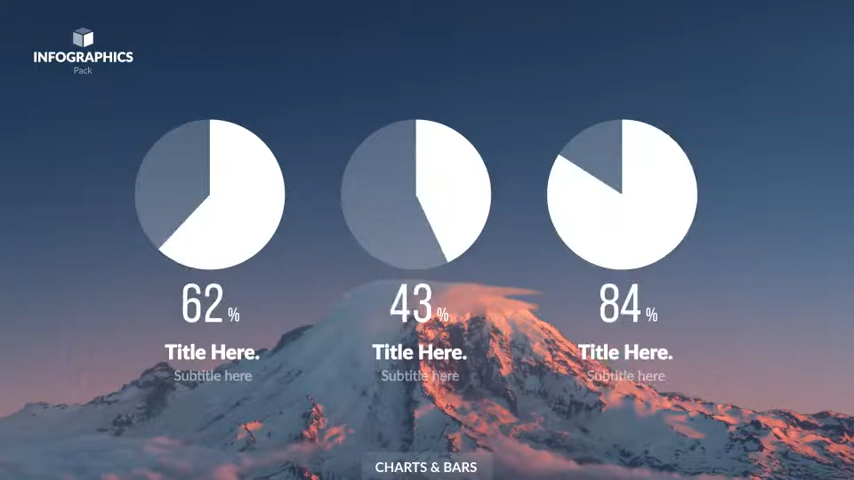 INFOGRAPHICS
Pack
62 %
43 %
84 %
Title Here.
Title Here.
Title Here.
Subtitle here
Subtitle here
Subtitle here
CHARTS & BARS